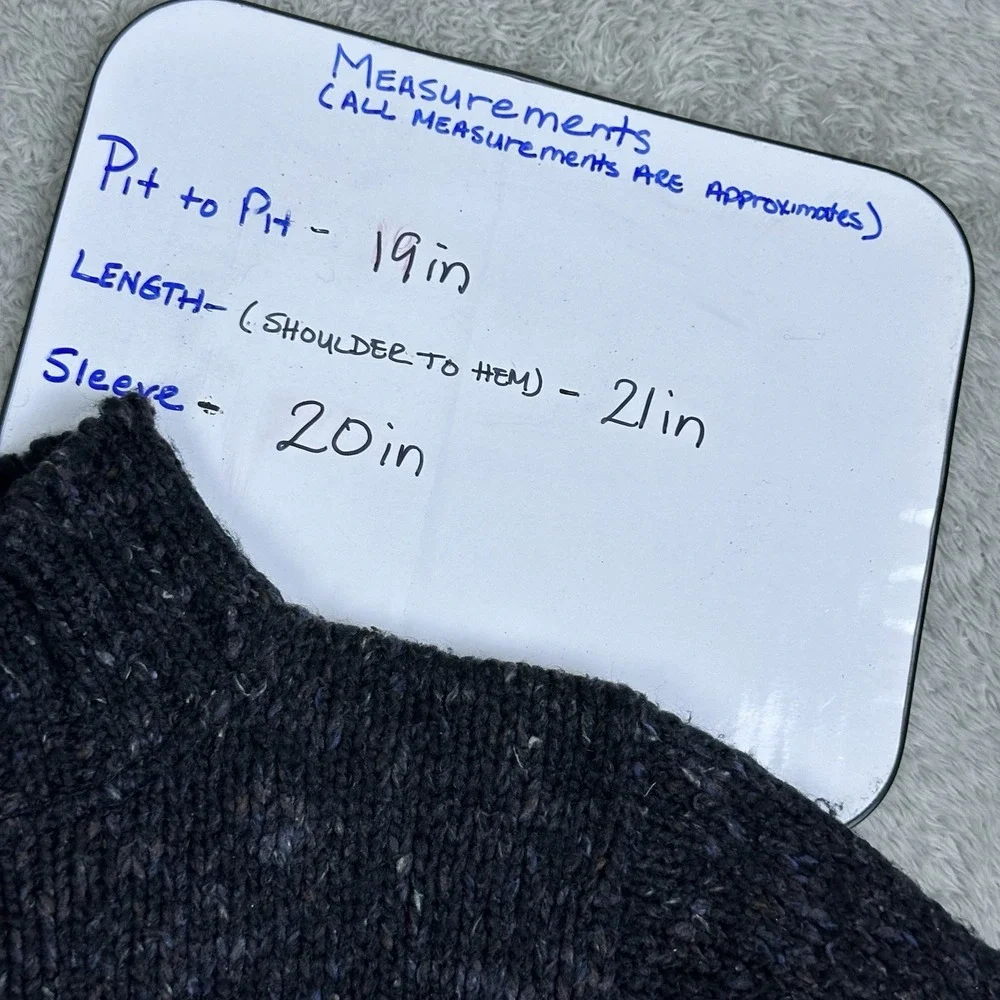 MEASurements
(ALL MEASurements ARE APProximates)
Pit to Pit - 19in
LENGTH- (SHOULDER TO HEM) - 21in
Sleeve - 20in